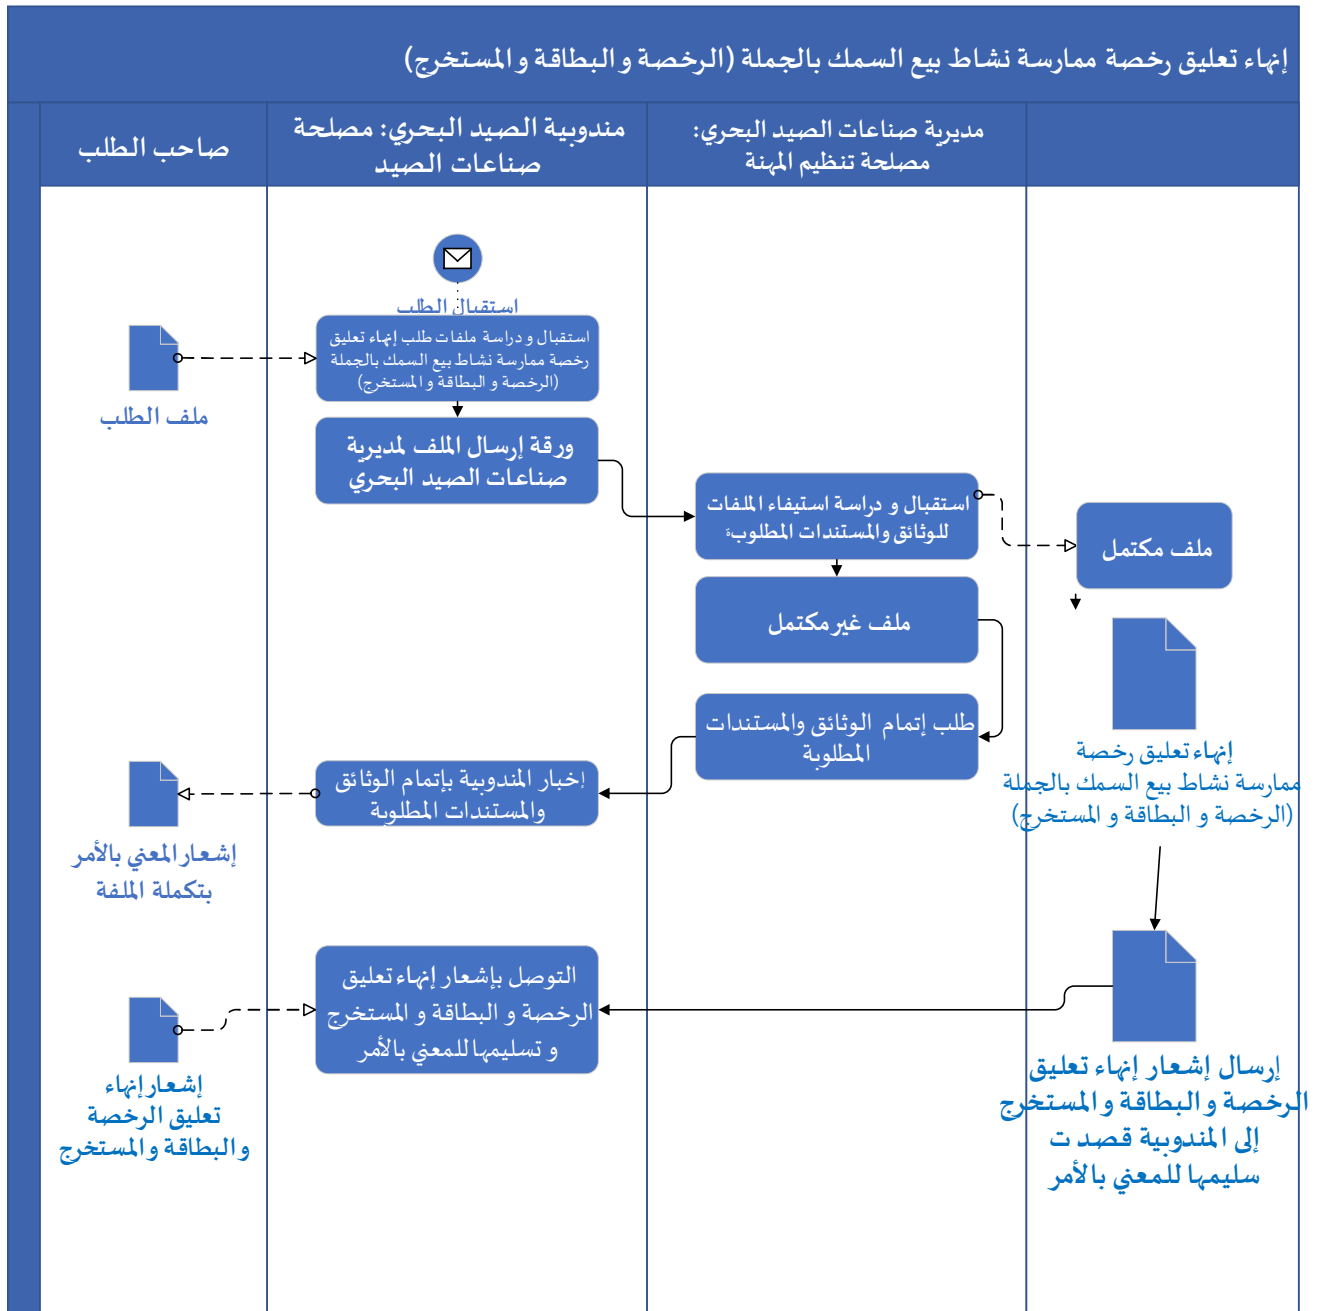 إنهاء تعليق رخصة ممارسة نشاط بيع السمك بالجملة (الرخصة و البطاقة و المستخرج)
صاحب الطلب
مندوبية الصيد البحري: مصلحة
صناعات الصيد
مديرية صناعات الصيد البحري:
مصلحة تنظيم المهنة
استقبال الطلب
استقبال و دراسة ملفات طلب إنهاء تعليق
رخصة ممارسة نشاط بيع السمك بالجملة
(الرخصة و البطاقة و المستخرج)
ملف الطلب
ورقة إرسال الملف لمديرية
صناعات الصيد البحري
استقبال و دراسة استيفاء الملفات
للوثائق والمستندات المطلوبة
ملف مكتمل
ملف غير مكتمل
طلب إتمام الوثائق والمستندات
المطلوبة
إنهاء تعليق رخصة
ممارسة نشاط بيع السمك بالجملة
(الرخصة و البطاقة و المستخرج)
إخبار المندوبية بإتمام الوثائق
والمستندات المطلوبة
إشعار المعني بالأمر
بتكملة الملفة
التوصل بإشعار إنهاء تعليق
الرخصة و البطاقة و المستخرج
و تسليمها للمعني بالأمر
إشعار إنهاء
تعليق الرخصة
والبطاقة والمستخرج
إرسال إشعار إنهاء تعليق
الرخصة و البطاقة و المستخرج
إلى المندوبية قصد ت
سليمها للمعني بالأمر